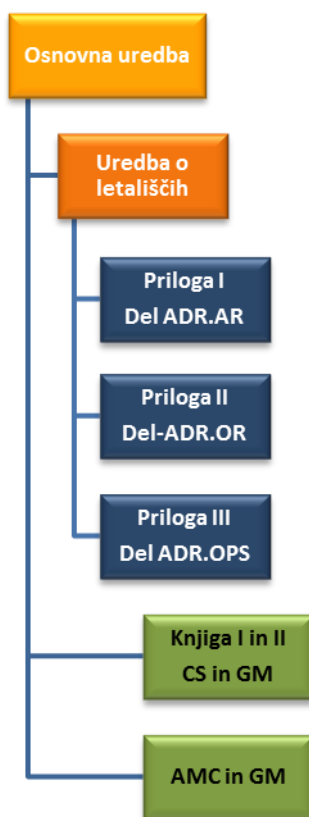 Osnovna uredba
Uredba o
letališčih
Priloga I
Del ADR.AR
Priloga II
Del-ADR.OR
Priloga III
Del ADR.OPS
Knjiga I in II
CS in GM
AMC in GM